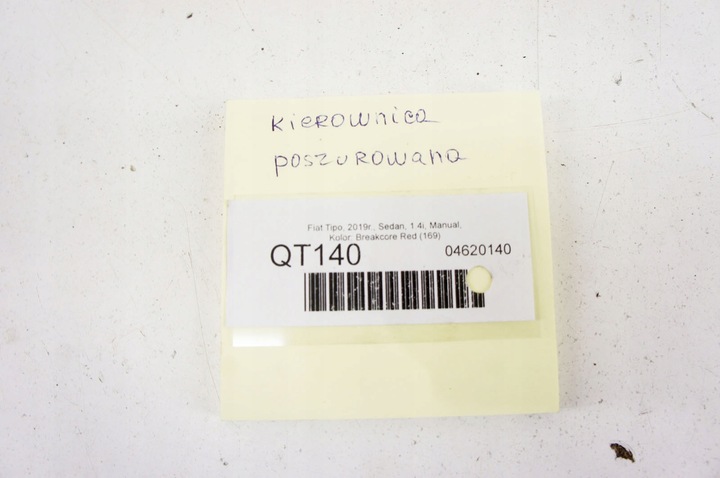 Kierownica
poszurowana
Fiat Tipo, 2019r., Sedan, 1.4i, Manual,
Kolor: Breakcore Red (169)
QT140 04620140